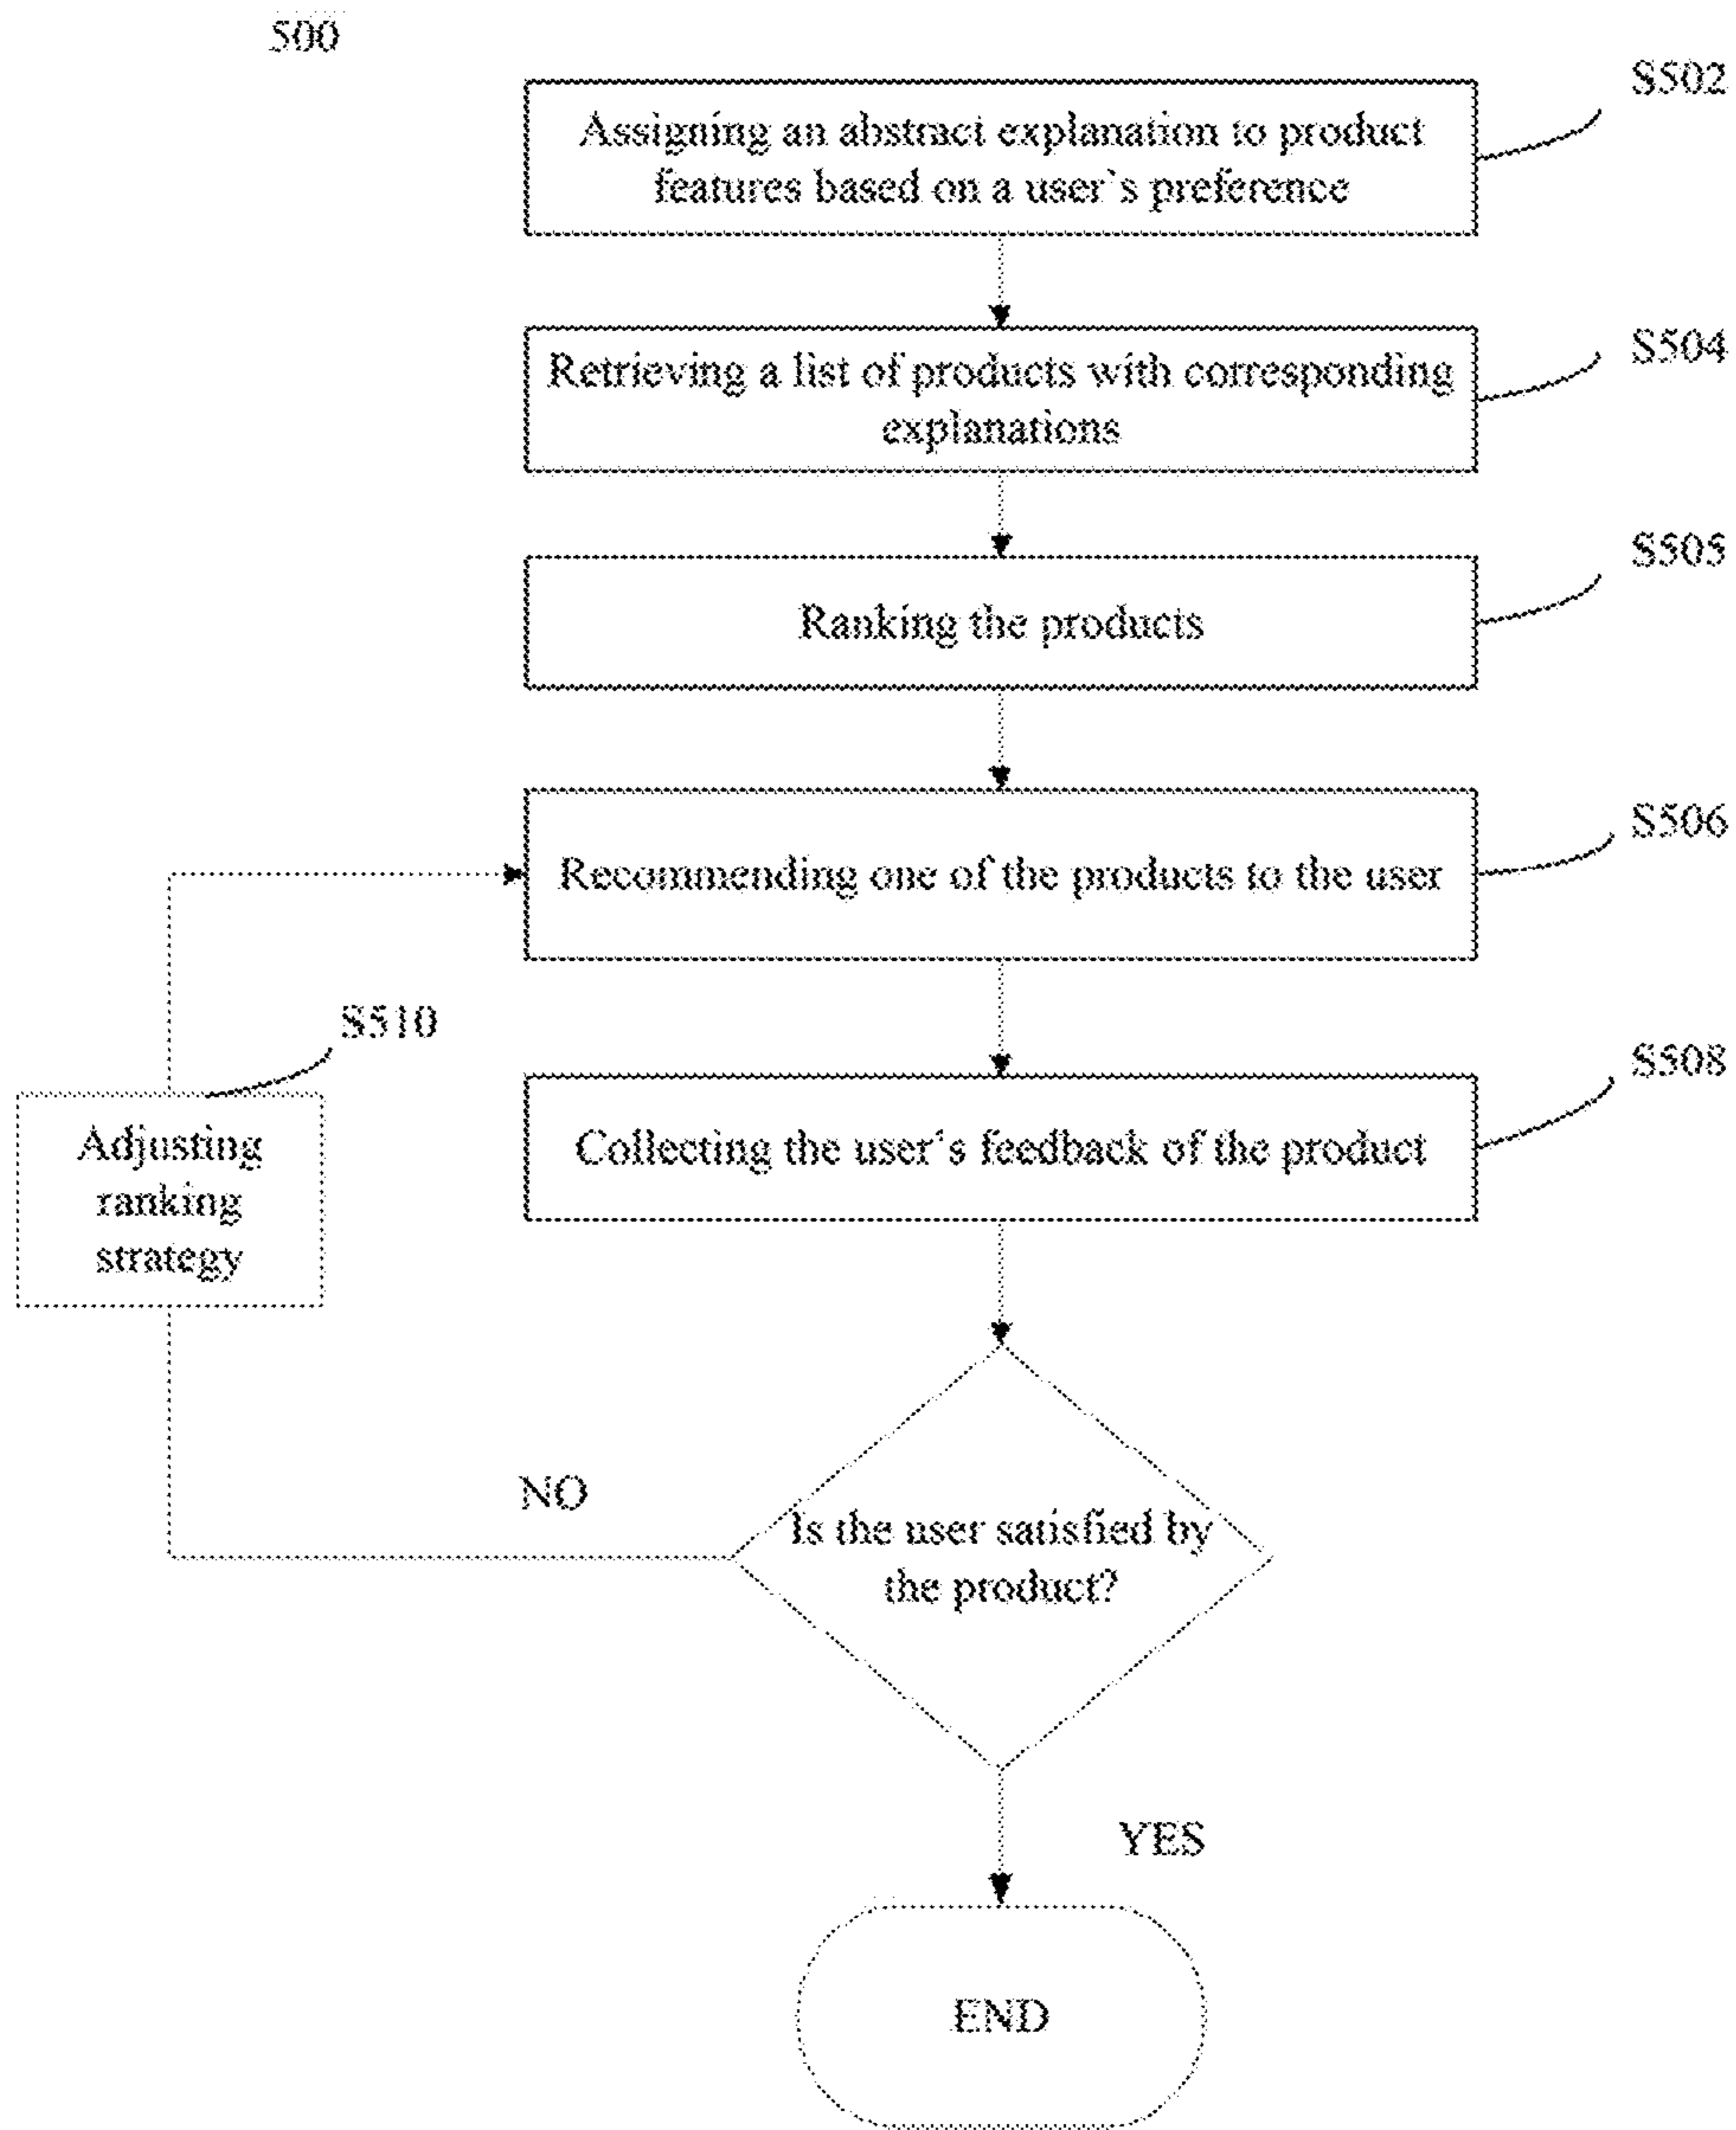 500
S502
Assigning an abstract explanation to product
features based on a user`s preference
S504
Retrieving a list of products with corresponding
explanations
S505
Ranking the products
S506
Recommending one of the products to the user
S510
Adjusting
ranking
strategy
S508
Collecting the user‘s feedback of the product
NO
Is the user satisfied by
the product?
YES
END